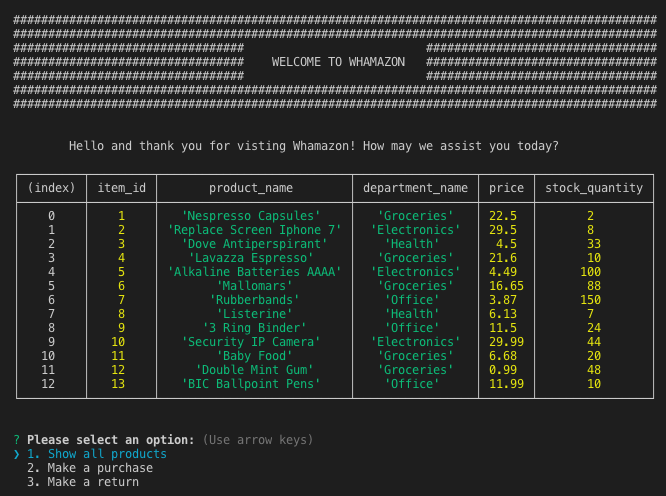 ############################################################################################
############################################################################################
################################# #################################
################################# WELCOME TO WHAMAZON #################################
################################# #################################
############################################################################################
############################################################################################
Hello and thank you for visting Whamazon! How may we assist you today?
(index) item_id product_name department_name price stock_quantity
0 1 'Nespresso Capsules' 'Groceries' 22.5 2
1 2 'Replace Screen Iphone 7' 'Electronics' 29.5 8
2 3 'Dove Antiperspirant' 'Health' 4.5 33
3 4 'Lavazza Espresso' 'Groceries' 21.6 10
4 5 'Alkaline Batteries AAAA' 'Electronics' 4.49 100
5 6 'Mallomars' 'Groceries' 16.65 88
6 7 'Rubberbands' 'Office' 3.87 150
7 8 'Listerine' 'Health' 6.13 7
8 9 '3 Ring Binder' 'Office' 11.5 24
9 10 'Security IP Camera' 'Electronics' 29.99 44
10 11 'Baby Food' 'Groceries' 6.68 20
11 12 'Double Mint Gum' 'Groceries' 0.99 48
12 13 'BIC Ballpoint Pens' 'Office' 11.99 10
? Please select an option: (Use arrow keys)
❯ 1. Show all products
2. Make a purchase
3. Make a return